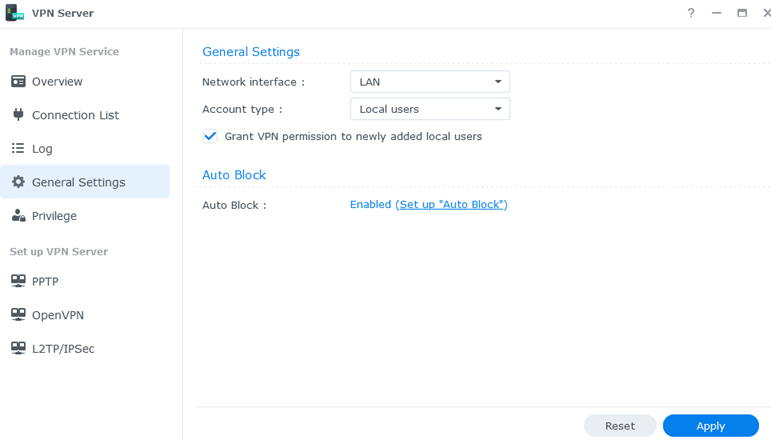 VPN
VPN Server
?
Manage VPN Service
Overview
Connection List
Log
General Settings
Privilege
Set up VPN Server
PPTP
OpenVPN
L2TP/IPSec
General Settings
Network interface : LAN
Account type : Local users
Grant VPN permission to newly added local users
Auto Block
Auto Block : Enabled (Set up "Auto Block")
Reset Apply